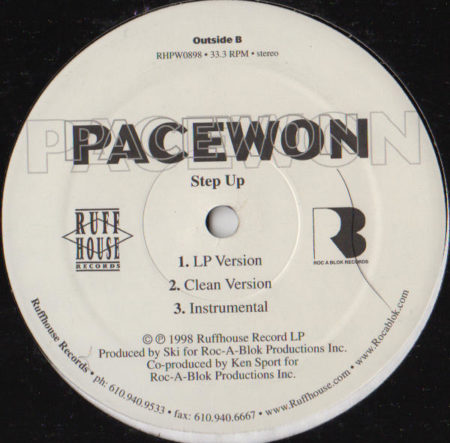 Outside B
RHPW0898 • 33.3 RPM • stereo
PACEWON
Step Up
RUFF
HOUSE
RECORDS
RB
ROC A BLOK RECORDS
1. LP Version
2. Clean Version
3. Instrumental
© ℗ 1998 Ruffhouse Record LP
Produced by Ski for Roc-A-Blok Productions Inc.
Co-produced by Ken Sport for
Roc-A-Blok Productions Inc.
Ruffhouse Records • ph: 610.940.9533 • fax: 610.940.6667 • www.Ruffhouse.com • www.Rocablok.com